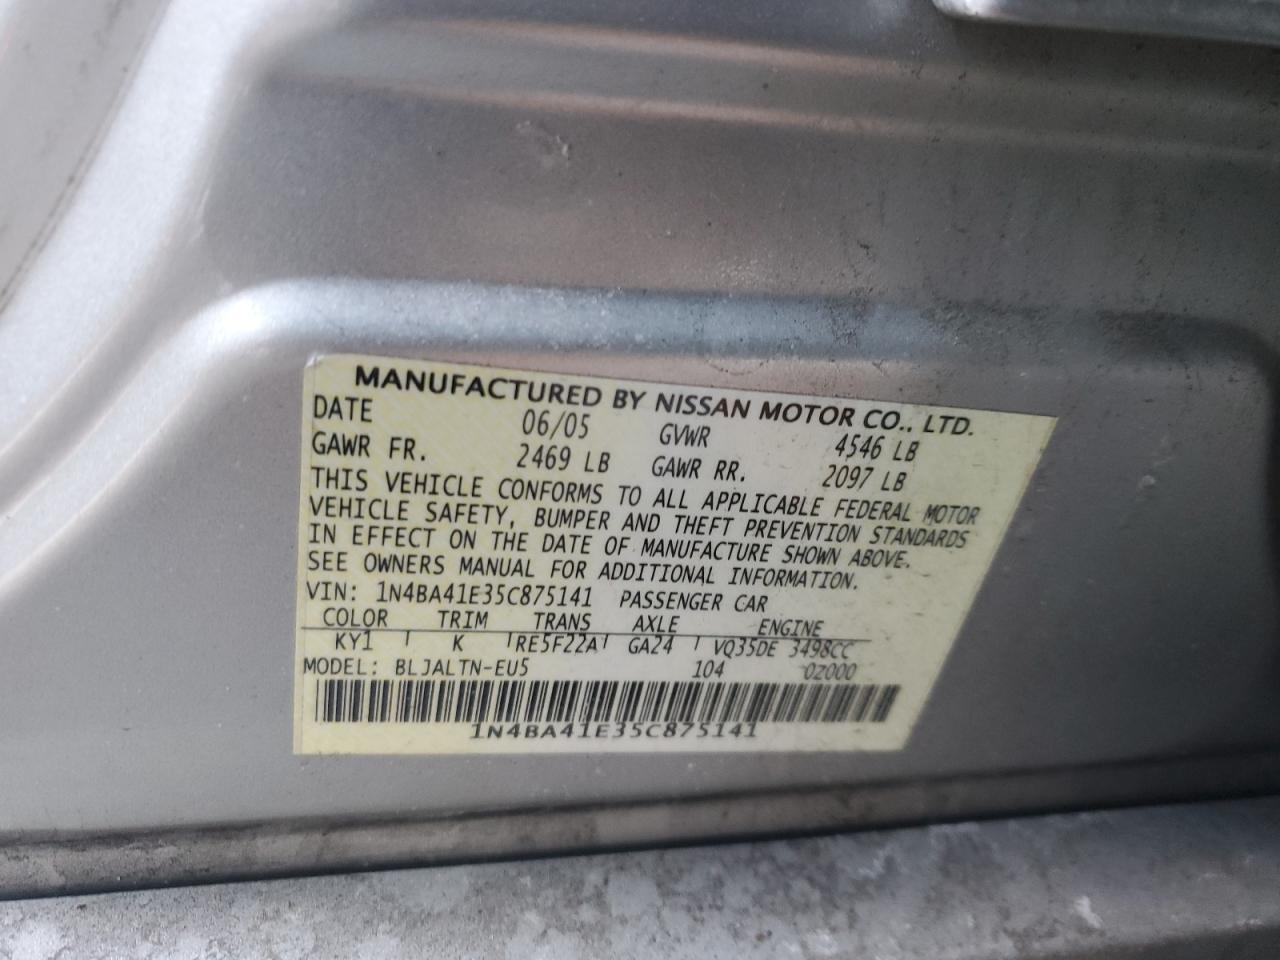 MANUFACTURED BY NISSAN MOTOR CO., LTD.
DATE 06/05 GVWR 4546 LB
GAWR FR. 2469 LB GAWR RR. 2097 LB
THIS VEHICLE CONFORMS TO ALL APPLICABLE FEDERAL MOTOR
VEHICLE SAFETY, BUMPER AND THEFT PREVENTION STANDARDS
IN EFFECT ON THE DATE OF MANUFACTURE SHOWN ABOVE.
SEE OWNERS MANUAL FOR ADDITIONAL INFORMATION.
VIN: 1N4BA41E35C875141 PASSENGER CAR
COLOR TRIM TRANS AXLE ENGINE
KY1 K RE5F22A GA24 VQ35DE 3498CC
MODEL: BLJALTN-EU5 104 0Z000
1N4BA41E35C875141